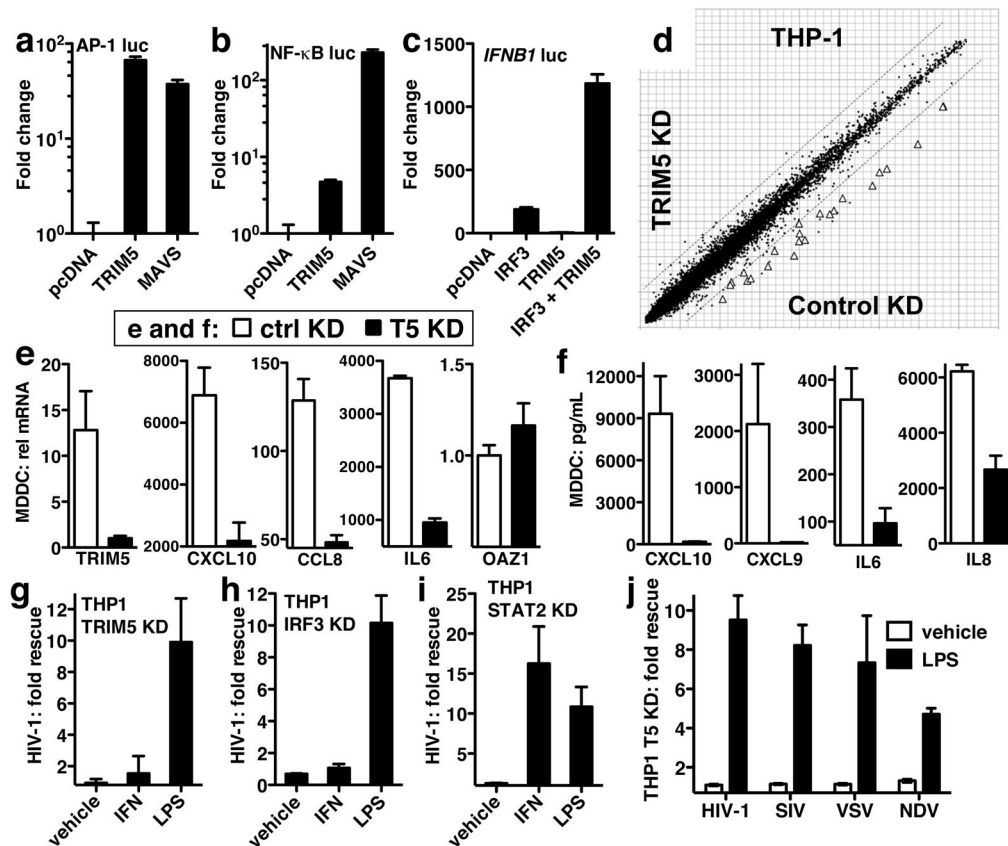 a
AP-1 luc
10²
10¹
10⁰
Fold change
pcDNA
TRIM5
MAVS
b
NF-κB luc
10²
10¹
10⁰
Fold change
pcDNA
TRIM5
MAVS
c
IFNB1 luc
1500
1000
500
0
Fold change
pcDNA
IRF3
TRIM5
IRF3 + TRIM5
d
THP-1
TRIM5 KD
Control KD
e and f: ctrl KD T5 KD
e
MDDC: rel mRNA
20
15
10
5
0
TRIM5
8000
6000
4000
2000
CXCL10
150
100
50
CCL8
4000
3000
2000
1000
IL6
1.5
1.0
OAZ1
f
MDDC: pg/mL
12000
9000
6000
3000
0
CXCL10
3000
2000
1000
0
CXCL9
400
300
200
100
IL6
6000
4000
2000
0
IL8
g
THP1
TRIM5 KD
HIV-1: fold rescue
12
10
8
6
4
2
vehicle
IFN
LPS
h
THP1
IRF3 KD
HIV-1: fold rescue
12
10
8
6
4
2
0
vehicle
IFN
LPS
i
THP1
STAT2 KD
HIV-1: fold rescue
25
20
15
10
5
vehicle
IFN
LPS
j
THP1 T5 KD: fold rescue
10
8
6
4
2
vehicle
LPS
HIV-1
SIV
VSV
NDV